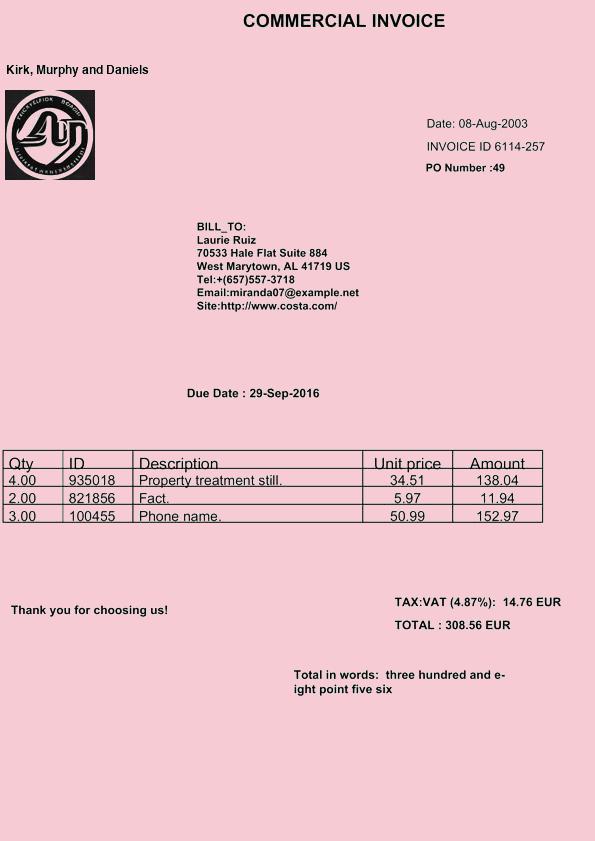 COMMERCIAL INVOICE
Kirk, Murphy and Daniels
Date: 08-Aug-2003
INVOICE ID 6114-257
PO Number :49
BILL_TO:
Laurie Ruiz
70533 Hale Flat Suite 884
West Marytown, AL 41719 US
Tel:+(657)557-3718
Email:miranda07@example.net
Site:http://www.costa.com/
Due Date : 29-Sep-2016
Qty ID Description Unit price Amount
4.00 935018 Property treatment still. 34.51 138.04
2.00 821856 Fact. 5.97 11.94
3.00 100455 Phone name. 50.99 152.97
TAX:VAT (4.87%): 14.76 EUR
Thank you for choosing us!
TOTAL : 308.56 EUR
Total in words: three hundred and e-
ight point five six